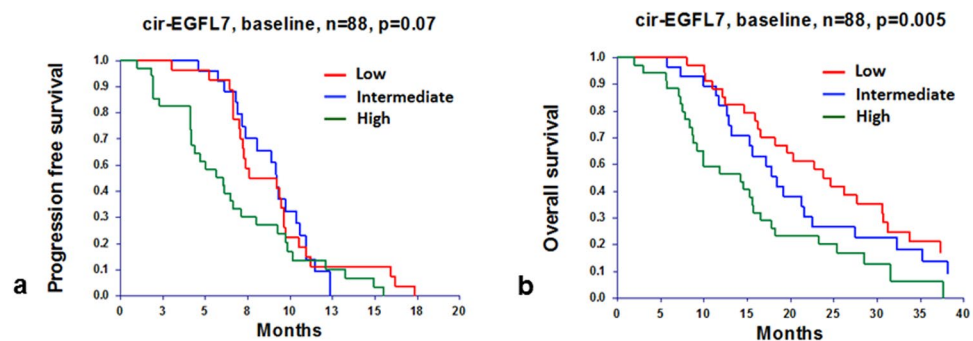 cir-EGFL7, baseline, n=88, p=0.07
Progression free survival
1.0
0.9
0.8
0.7
0.6
0.5
0.4
0.3
0.2
0.1
0.0
Low
Intermediate
High
0 3 5 8 10 13 15 18 20
Months
a
cir-EGFL7, baseline, n=88, p=0.005
Overall survival
1.0
0.9
0.8
0.7
0.6
0.5
0.4
0.3
0.2
0.1
0.0
Low
Intermediate
High
0 5 10 15 20 25 30 35 40
Months
b